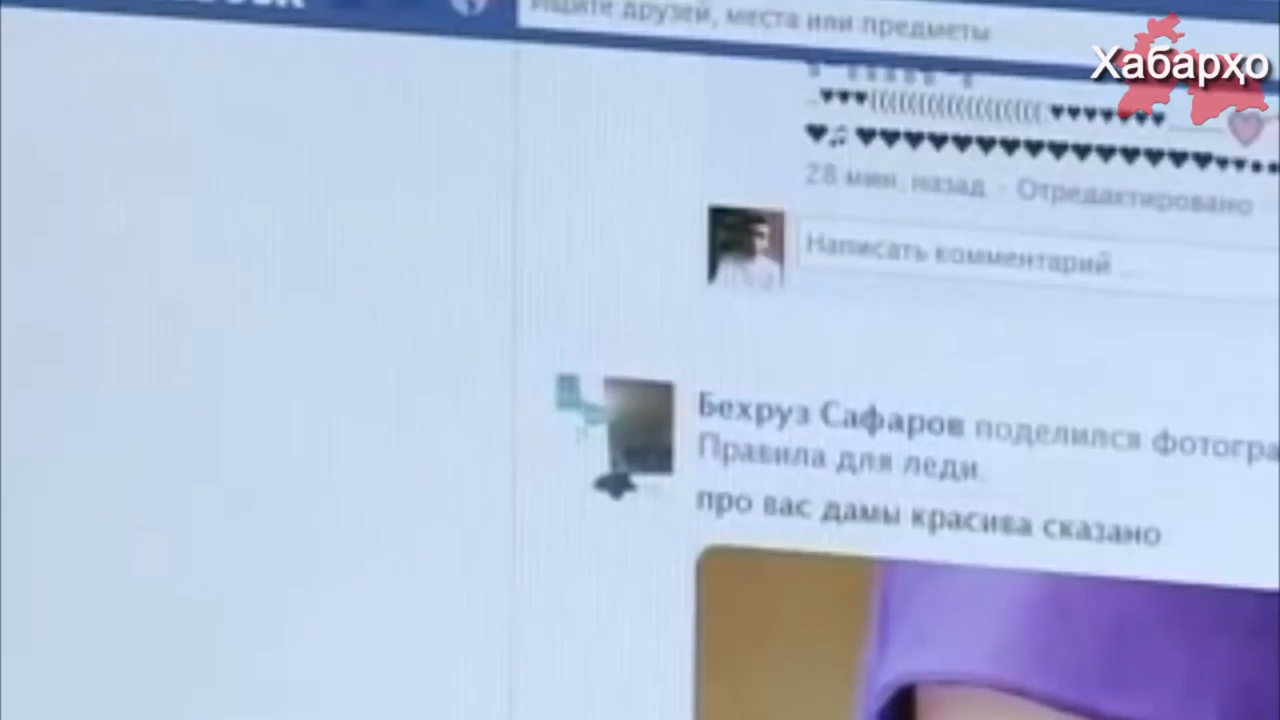 Ищите друзей, места или предметы
Хабарҳо
28 мин. назад · Отредактировано
Написать комментарий ...
Бехруз Сафаров поделился
Правила для леди.
про вас дамы красива сказано